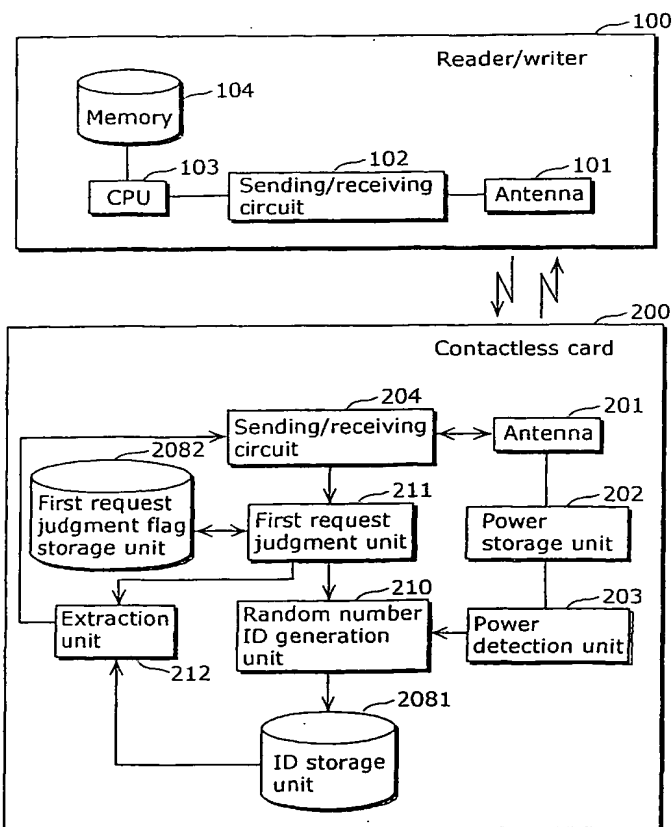 100
Reader/writer
104
Memory
103
CPU
102
Sending/receiving
circuit
101
Antenna
200
Contactless card
204
Sending/receiving
circuit
201
Antenna
2082
First request
judgment flag
storage unit
211
First request
judgment unit
202
Power
storage unit
210
Random number
ID generation
unit
203
Power
detection unit
Extraction
unit
212
2081
ID storage
unit